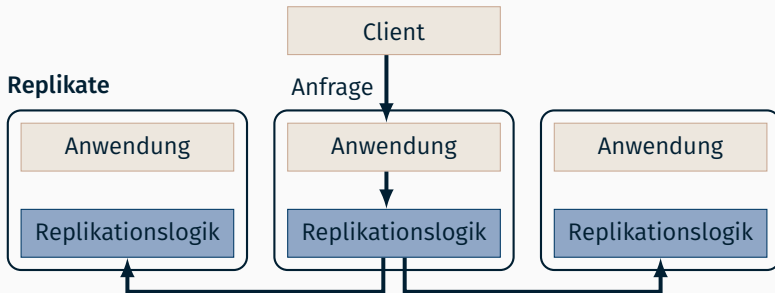 Client
Replikate
Anfrage
Anwendung
Anwendung
Anwendung
Replikationslogik
Replikationslogik
Replikationslogik